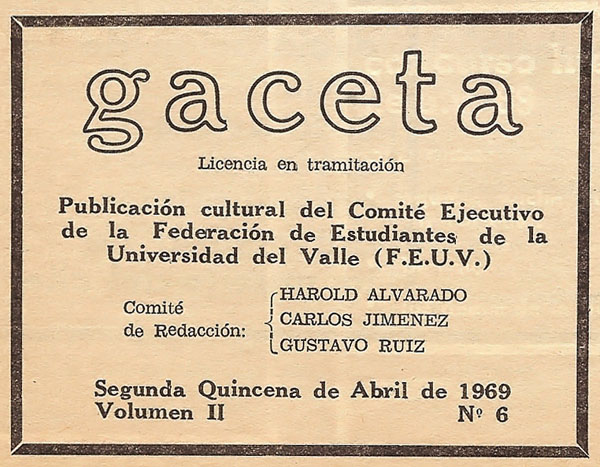 gaceta
Licencia en tramitación
Publicación cultural del Comité Ejecutivo
de la Federación de Estudiantes de la
Universidad del Valle (F.E.U.V.)
Comité
de Redacción:
HAROLD ALVARADO
CARLOS JIMENEZ
GUSTAVO RUIZ
Segunda Quincena de Abril de 1969
Volumen II Nº 6